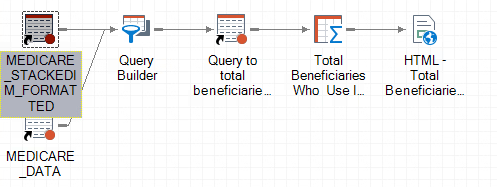 MEDICARE
_STACKEDI
M_FORMAT
TED
Query
Builder
Query to
total
beneficiarie...
Total
Beneficiaries
Who Use I...
HTML -
Total
Beneficiarie...
MEDICARE
_DATA